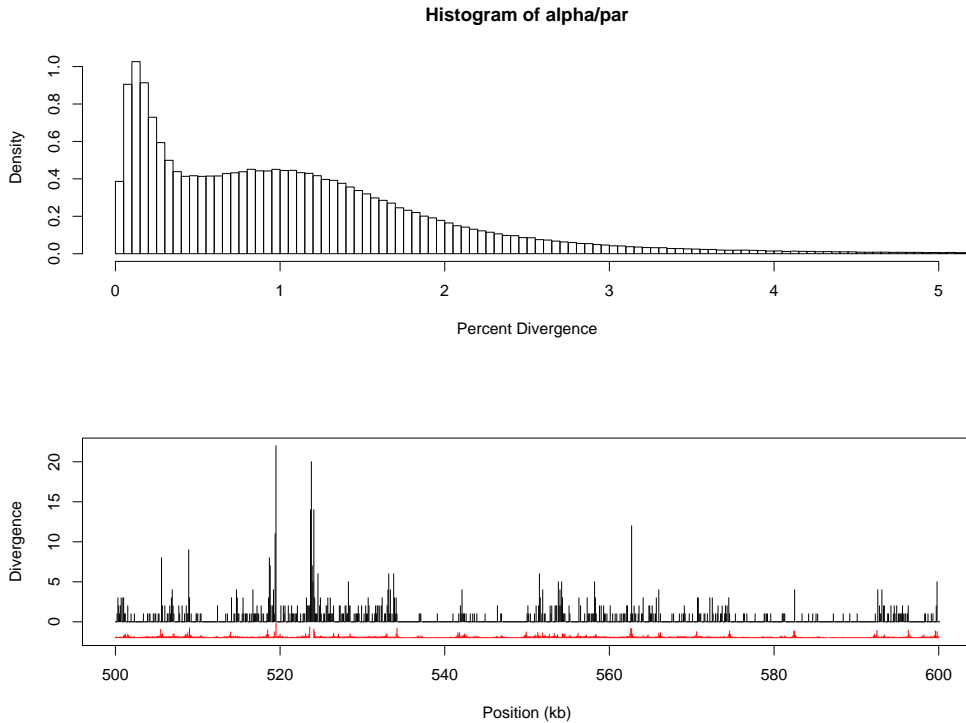 Histogram of alpha/par
Density
0.0 0.2 0.4 0.6 0.8 1.0
0 1 2 3 4 5
Percent Divergence
Divergence
0 5 10 15 20
500 520 540 560 580 600
Position (kb)